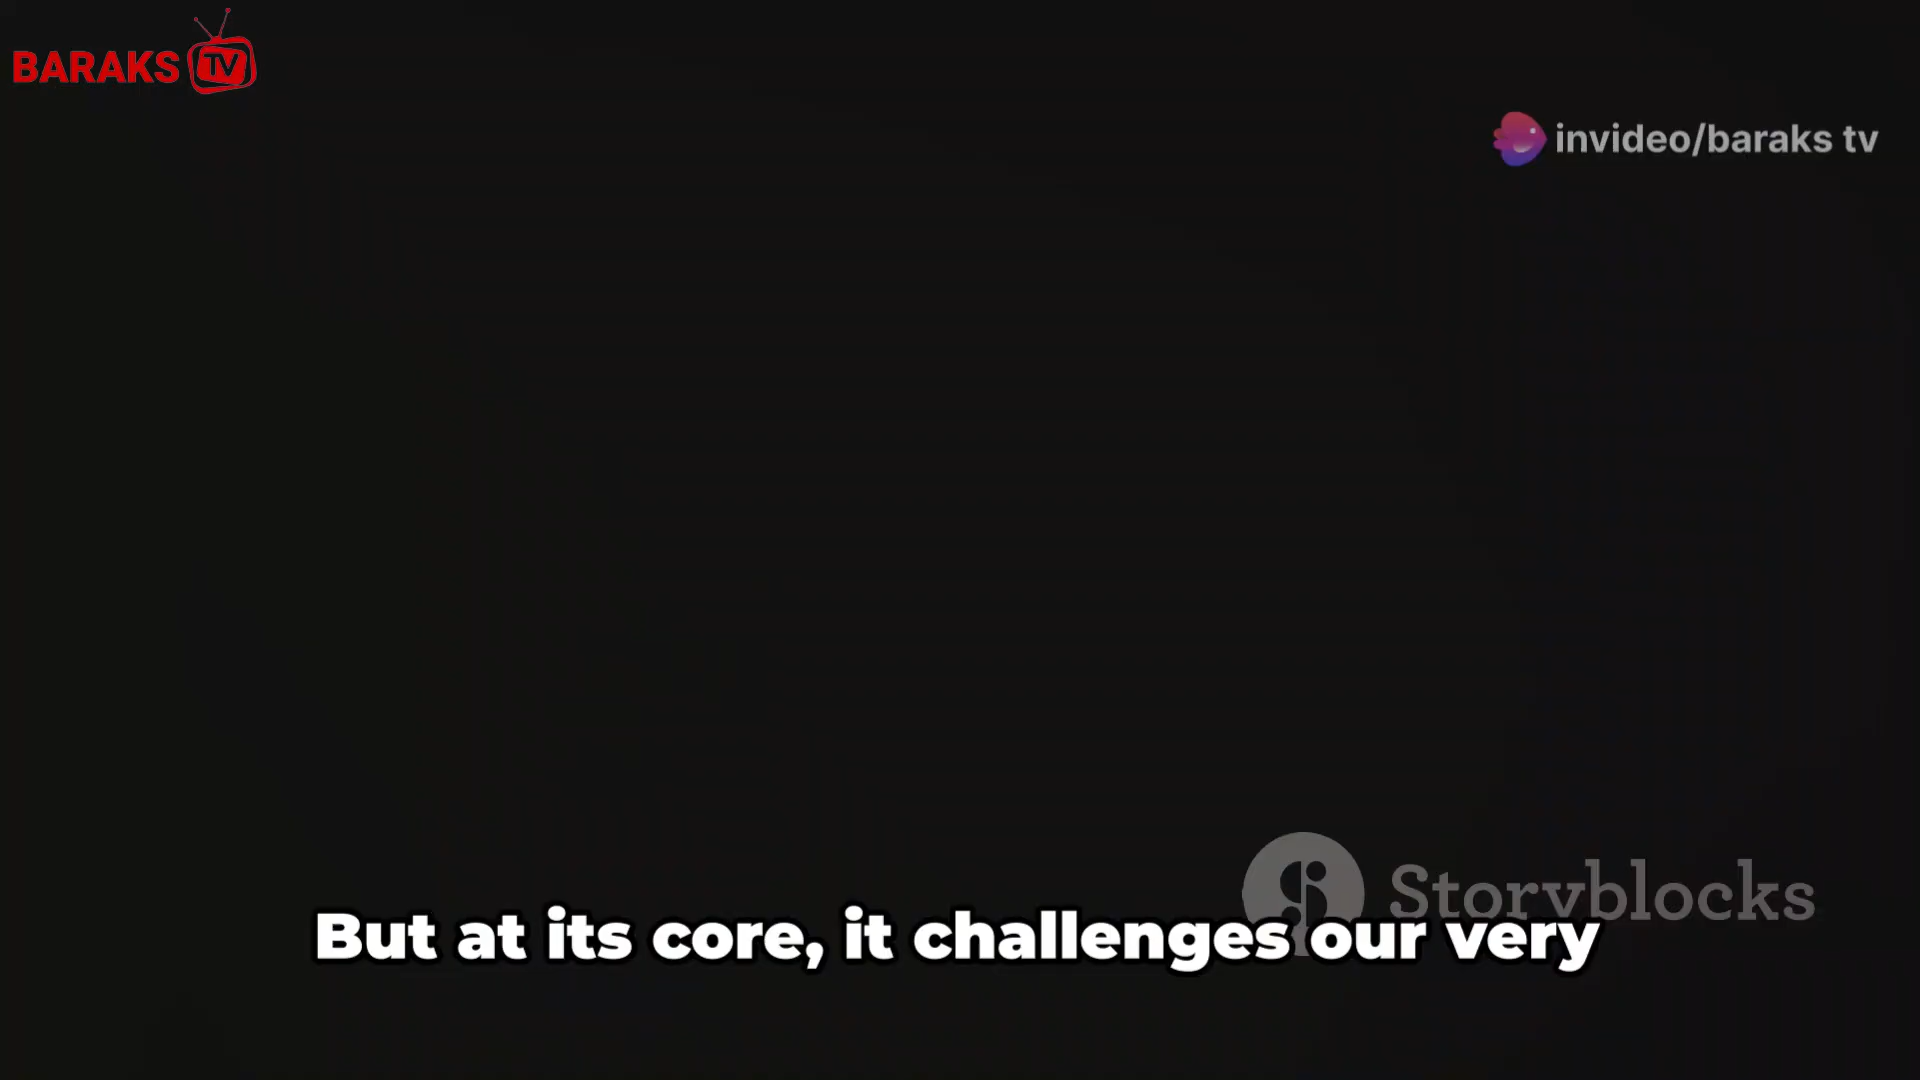 BARAKS TV
invideo/baraks tv
Storyblocks
But at its core, it challenges our very